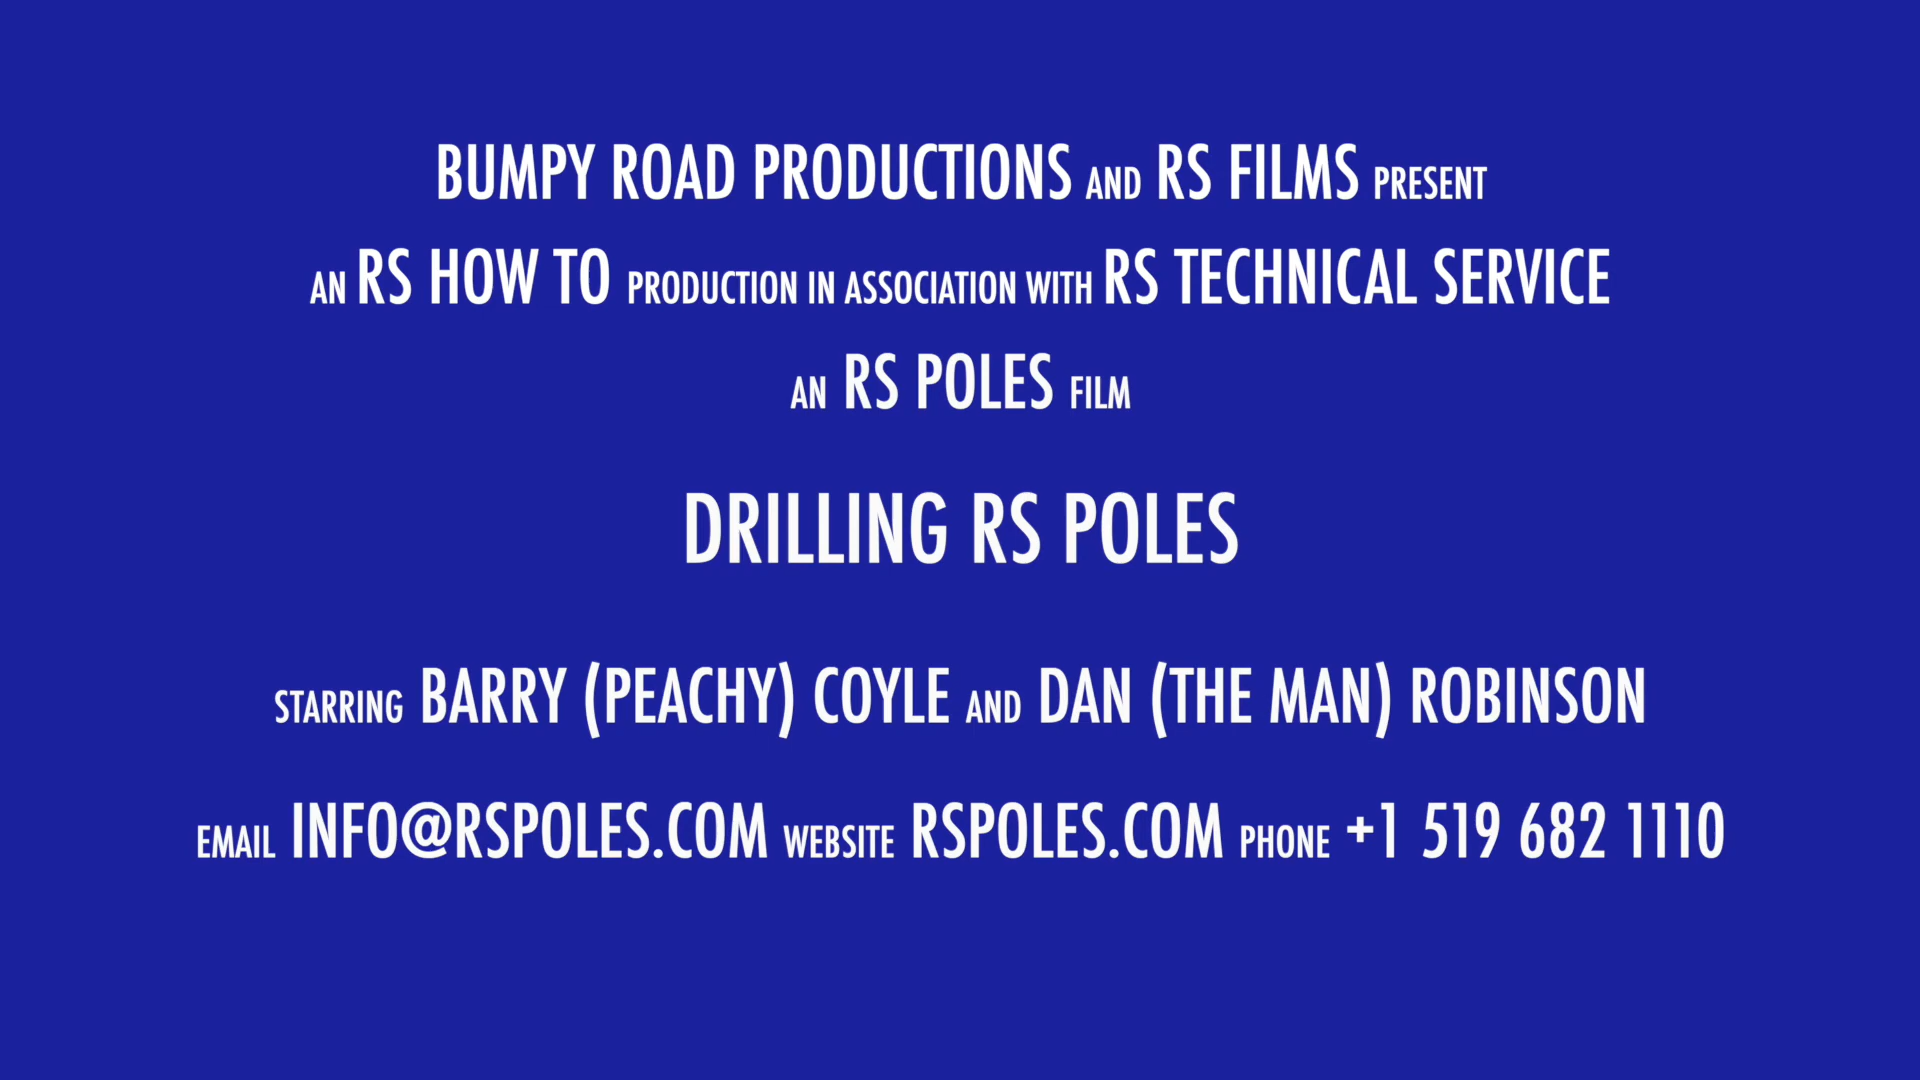 BUMPY ROAD PRODUCTIONS AND RS FILMS PRESENT
AN RS HOW TO PRODUCTION IN ASSOCIATION WITH RS TECHNICAL SERVICE
AN RS POLES FILM
DRILLING RS POLES
STARRING BARRY (PEACHY) COYLE AND DAN (THE MAN) ROBINSON
EMAIL INFO@RSPOLES.COM WEBSITE RSPOLES.COM PHONE +1 519 682 1110